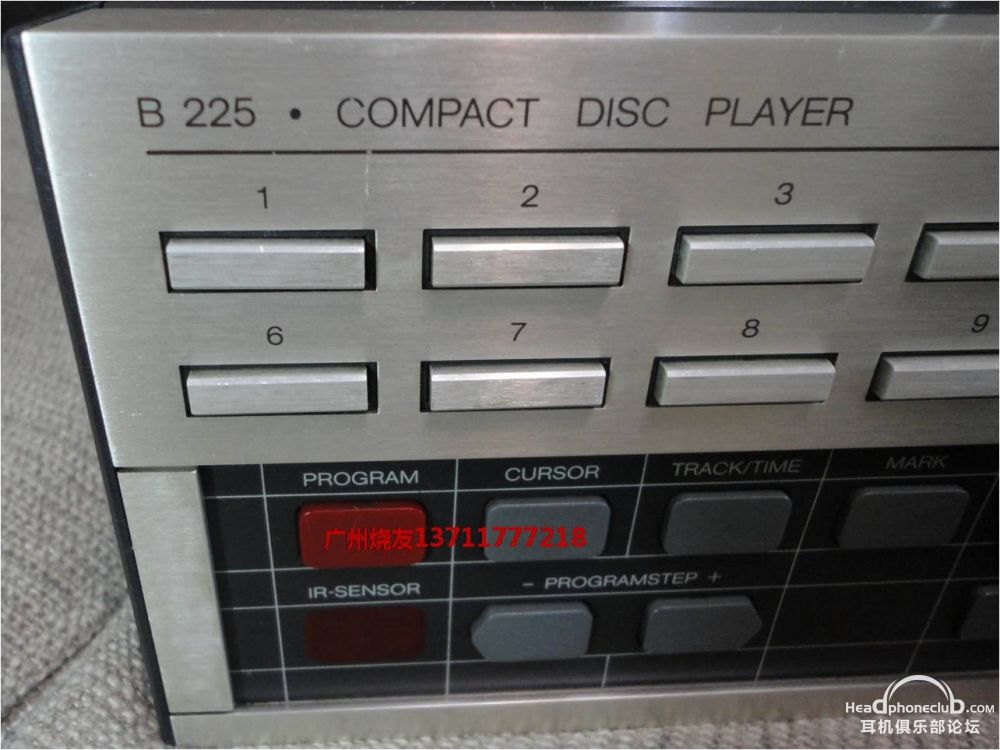 B 225 • COMPACT DISC PLAYER
1 2 3
6 7 8 9
PROGRAM CURSOR TRACK/TIME MARK
广州烧友13711777218
IR-SENSOR - PROGRAMSTEP +
HeadphoneclubD.com
耳机俱乐部论坛